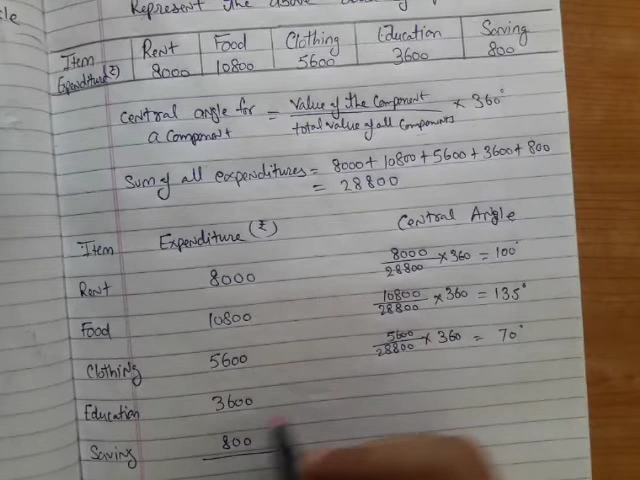 Represent the above
Item Rent Food Clothing Education Saving
Expenditure(₹) 8000 10800 5600 3600 800
Central angle for a component = Value of the Component / total value of all Components × 360°
Sum of all expenditures = 8000 + 10800 + 5600 + 3600 + 800
= 28800
Item Expenditure (₹) Central Angle
Rent 8000 8000/28800 × 360 = 100°
Food 10800 10800/28800 × 360 = 135°
Clothing 5600 5600/28800 × 360 = 70°
Education 3600
Saving 800